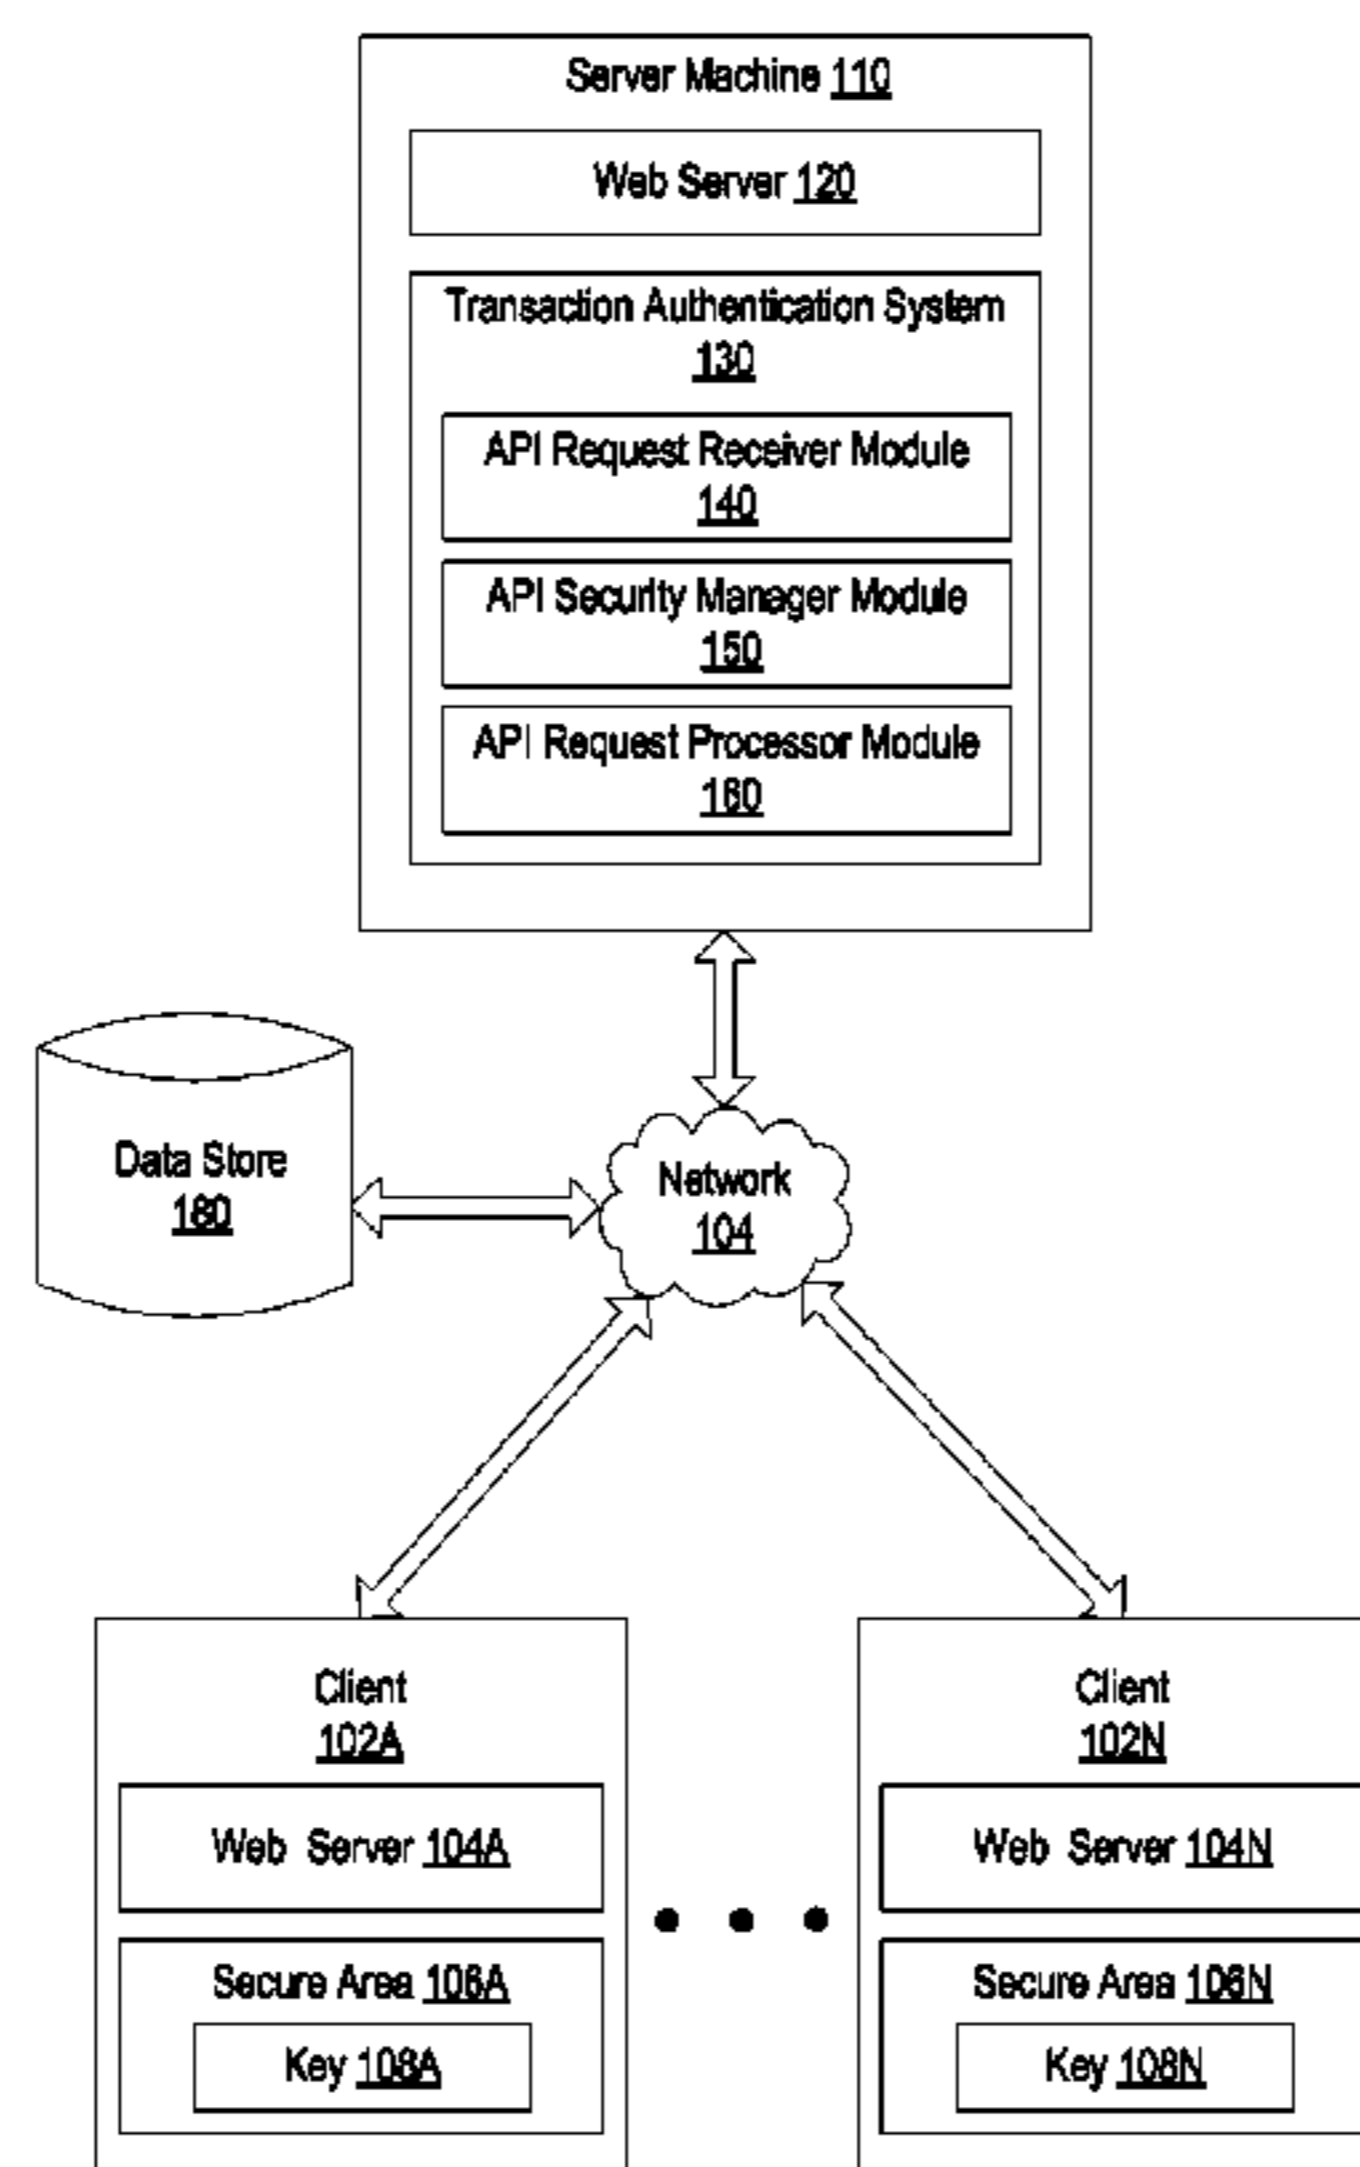 Server Machine 110
Web Server 120
Transaction Authentication System
130
API Request Receiver Module
140
API Security Manager Module
150
API Request Processor Module
160
Data Store
180
Network
104
Client
102A
Web Server 104A
Secure Area 106A
Key 108A
Client
102N
Web Server 104N
Secure Area 106N
Key 108N